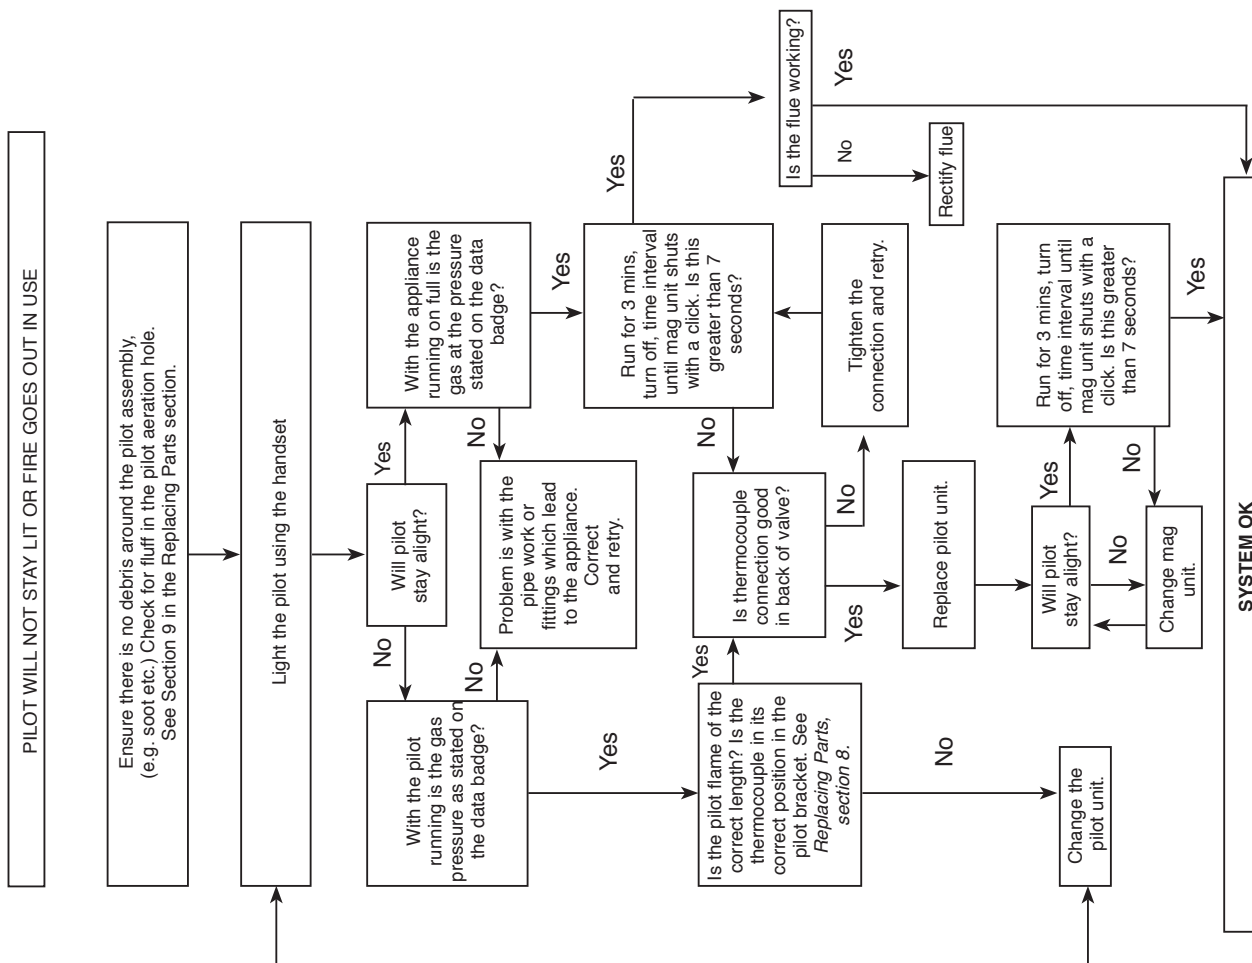 PILOT WILL NOT STAY LIT OR FIRE GOES OUT IN USE
Ensure there is no debris around the pilot assembly,
(e.g. soot etc.) Check for fluff in the pilot aeration hole.
See Section 9 in the Replacing Parts section.
Light the pilot using the handset
Will pilot
stay alight?
No
Yes
With the pilot
running is the gas
pressure as stated on
the data badge?
With the appliance
running on full is the
gas at the pressure
stated on the data
badge?
No
No
Problem is with the
pipe work or
fittings which lead
to the appliance.
Correct
and retry.
Yes
Yes
Is the pilot flame of the
correct length? Is the
thermocouple in its
correct position in the
pilot bracket. See
Replacing Parts,
section 8.
Yes
Is thermocouple
connection good
in back of valve?
No
Run for 3 mins,
turn off, time interval
until mag unit shuts
with a click. Is this
greater than 7
seconds?
Yes
Is the flue working?
No
Yes
Rectify flue
No
Tighten the
connection and retry.
Yes
Replace pilot unit.
No
Change the
pilot unit.
Will pilot
stay alight?
Yes
Run for 3 mins, turn
off, time interval until
mag unit shuts with a
click. Is this greater
than 7 seconds?
No
No
Change mag
unit.
Yes
SYSTEM OK